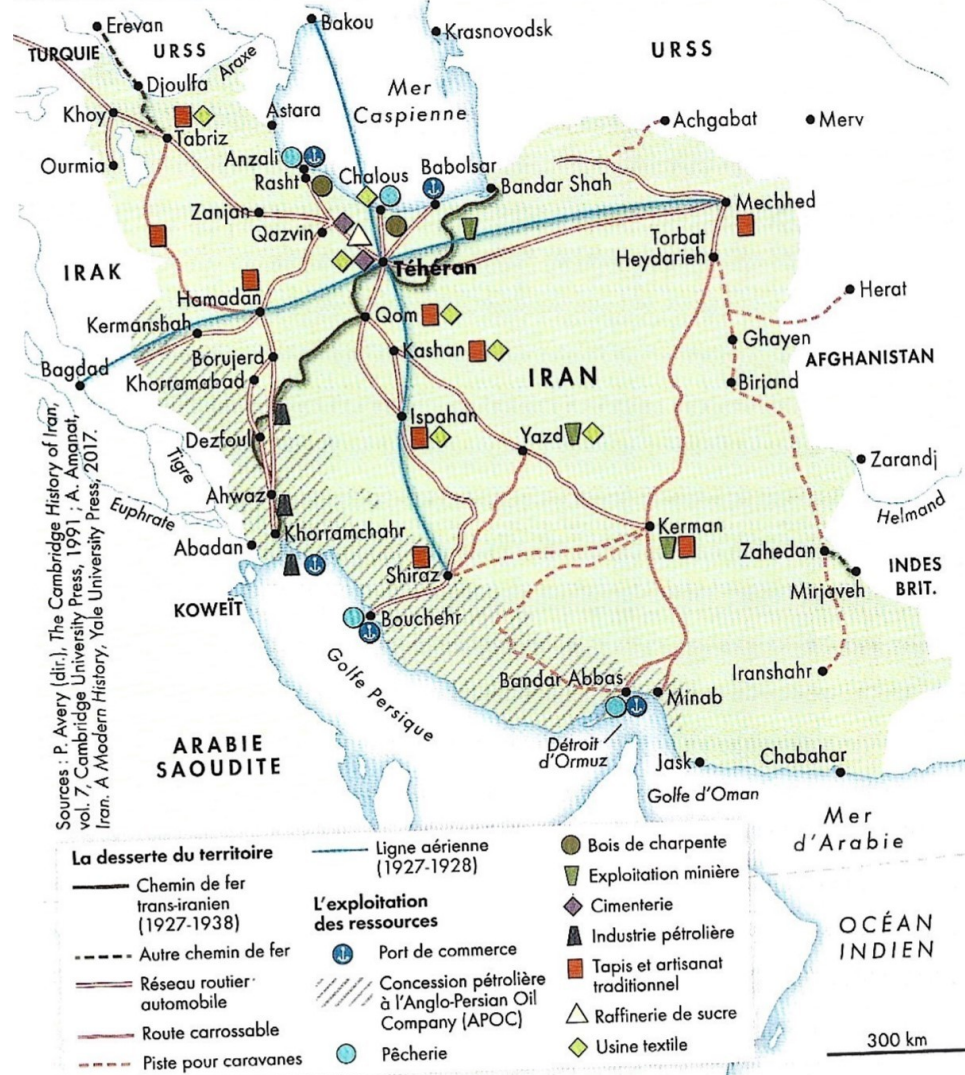 Erevan
Bakou
Krasnovodsk
TURQUIE
URSS
Araxe
URSS
Djoulfa
Mer
Caspienne
Khoy
Tabriz
Astara
Achgabat
Merv
Ourmia
Anzali
Rasht
Chalous
Babolsar
Bandar Shah
Zanjan
Qazvin
Mechhed
Torbat
Heydarieh
IRAK
Téhéran
Hamadan
Herat
Kermanshah
Qom
Ghayen
Bagdad
Borujerd
Kashan
AFGHANISTAN
Khorramabad
IRAN
Birjand
Ispahan
Dezfoul
Yazd
Zarandj
Tigre
Ahwaz
Helmand
Euphrate
Khorramchahr
Kerman
Abadan
Zahedan
Shiraz
INDES
BRIT.
Mirjaveh
KOWEÏT
Bouchehr
Golfe Persique
Bandar Abbas
Minab
Iranshahr
ARABIE
SAOUDITE
Détroit
d'Ormuz
Jask
Chabahar
Golfe d'Oman
Mer
d'Arabie
OCÉAN
INDIEN
Sources : P. Avery (dir.), The Cambridge History of Iran,
vol. 7, Cambridge University Press, 1991 ; A. Amanat,
Iran. A Modern History, Yale University Press, 2017.
La desserte du territoire
Chemin de fer
trans-iranien
(1927-1938)
Autre chemin de fer
Réseau routier
automobile
Route carrossable
Piste pour caravanes
Ligne aérienne
(1927-1928)
L'exploitation
des ressources
Port de commerce
Concession pétrolière
à l'Anglo-Persian Oil
Company (APOC)
Pêcherie
Bois de charpente
Exploitation minière
Cimenterie
Industrie pétrolière
Tapis et artisanat
traditionnel
Raffinerie de sucre
Usine textile
300 km